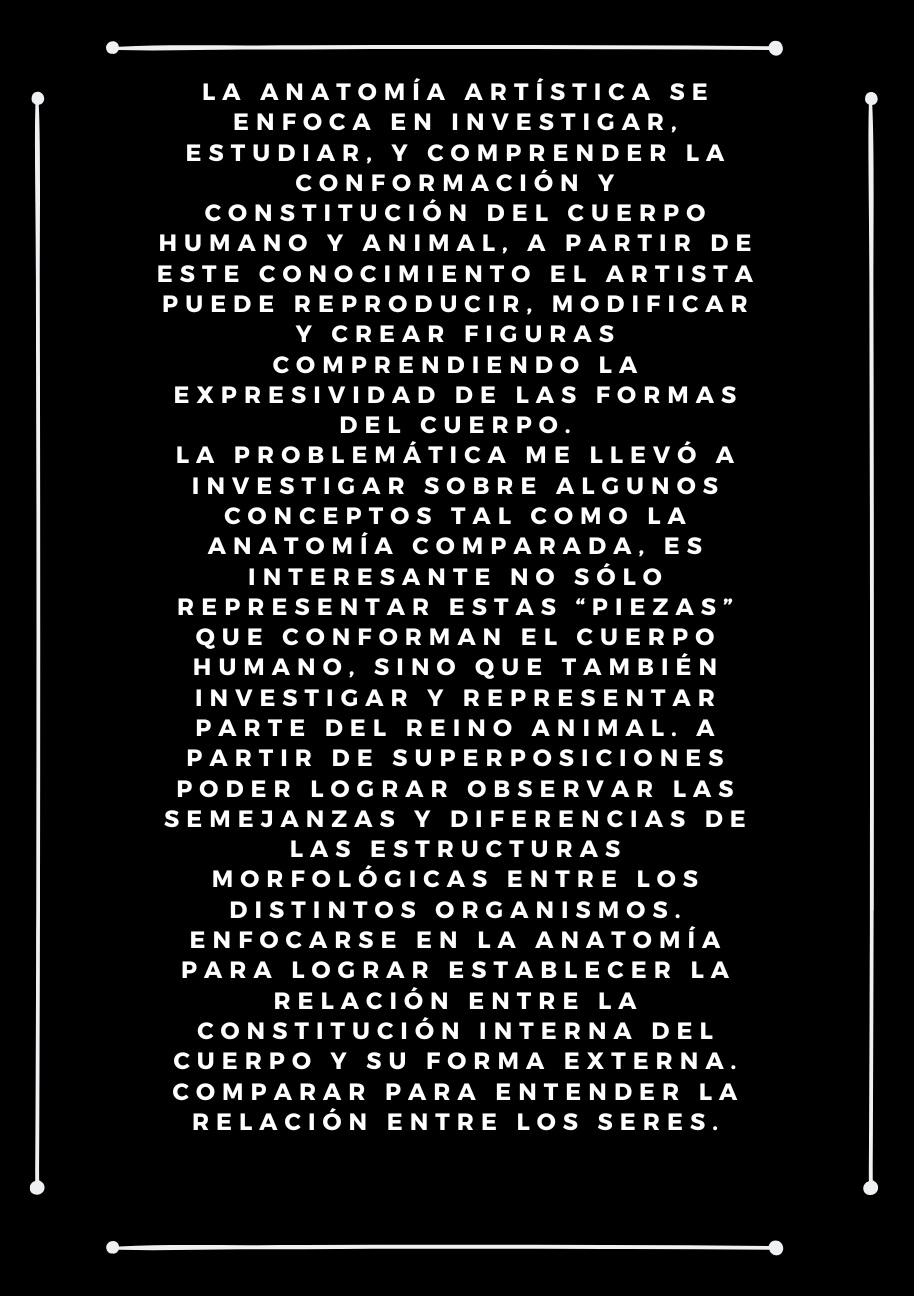 LA ANATOMÍA ARTÍSTICA SE
ENFOCA EN INVESTIGAR,
ESTUDIAR, Y COMPRENDER LA
CONFORMACIÓN Y
CONSTITUCIÓN DEL CUERPO
HUMANO Y ANIMAL, A PARTIR DE
ESTE CONOCIMIENTO EL ARTISTA
PUEDE REPRODUCIR, MODIFICAR
Y CREAR FIGURAS
COMPRENDIENDO LA
EXPRESIVIDAD DE LAS FORMAS
DEL CUERPO.
LA PROBLEMÁTICA ME LLEVÓ A
INVESTIGAR SOBRE ALGUNOS
CONCEPTOS TAL COMO LA
ANATOMÍA COMPARADA, ES
INTERESANTE NO SÓLO
REPRESENTAR ESTAS “PIEZAS”
QUE CONFORMAN EL CUERPO
HUMANO, SINO QUE TAMBIÉN
INVESTIGAR Y REPRESENTAR
PARTE DEL REINO ANIMAL. A
PARTIR DE SUPERPOSICIONES
PODER LOGRAR OBSERVAR LAS
SEMEJANZAS Y DIFERENCIAS DE
LAS ESTRUCTURAS
MORFOLÓGICAS ENTRE LOS
DISTINTOS ORGANISMOS.
ENFOCARSE EN LA ANATOMÍA
PARA LOGRAR ESTABLECER LA
RELACIÓN ENTRE LA
CONSTITUCIÓN INTERNA DEL
CUERPO Y SU FORMA EXTERNA.
COMPARAR PARA ENTENDER LA
RELACIÓN ENTRE LOS SERES.